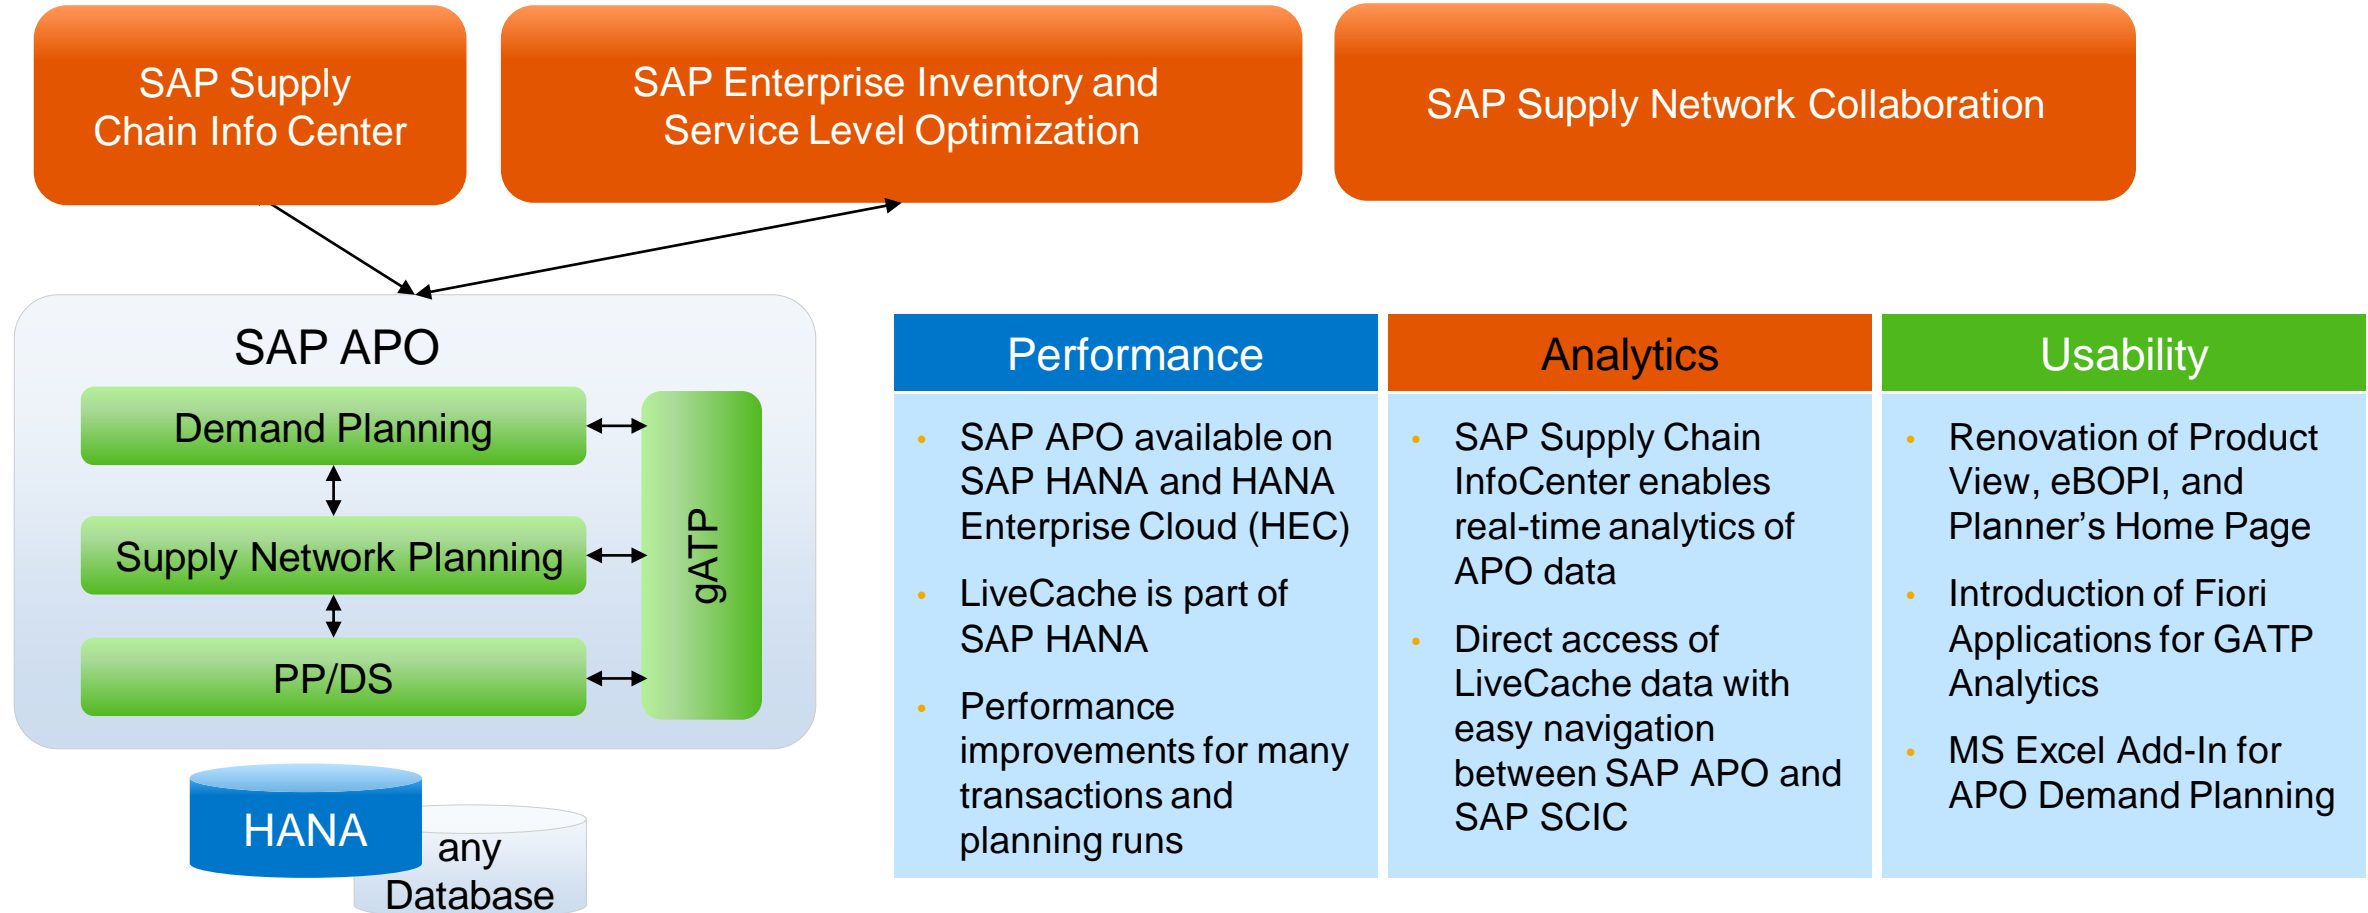 SAP Supply
Chain Info Center
SAP Enterprise Inventory and
Service Level Optimization
SAP Supply Network Collaboration
SAP APO
Demand Planning
Supply Network Planning
PP/DS
gATP
HANA
any
Database
Performance
• SAP APO available on
SAP HANA and HANA
Enterprise Cloud (HEC)
• LiveCache is part of
SAP HANA
• Performance
improvements for many
transactions and
planning runs
Analytics
• SAP Supply Chain
InfoCenter enables
real-time analytics of
APO data
• Direct access of
LiveCache data with
easy navigation
between SAP APO and
SAP SCIC
Usability
• Renovation of Product
View, eBOPI, and
Planner’s Home Page
• Introduction of Fiori
Applications for GATP
Analytics
• MS Excel Add-In for
APO Demand Planning